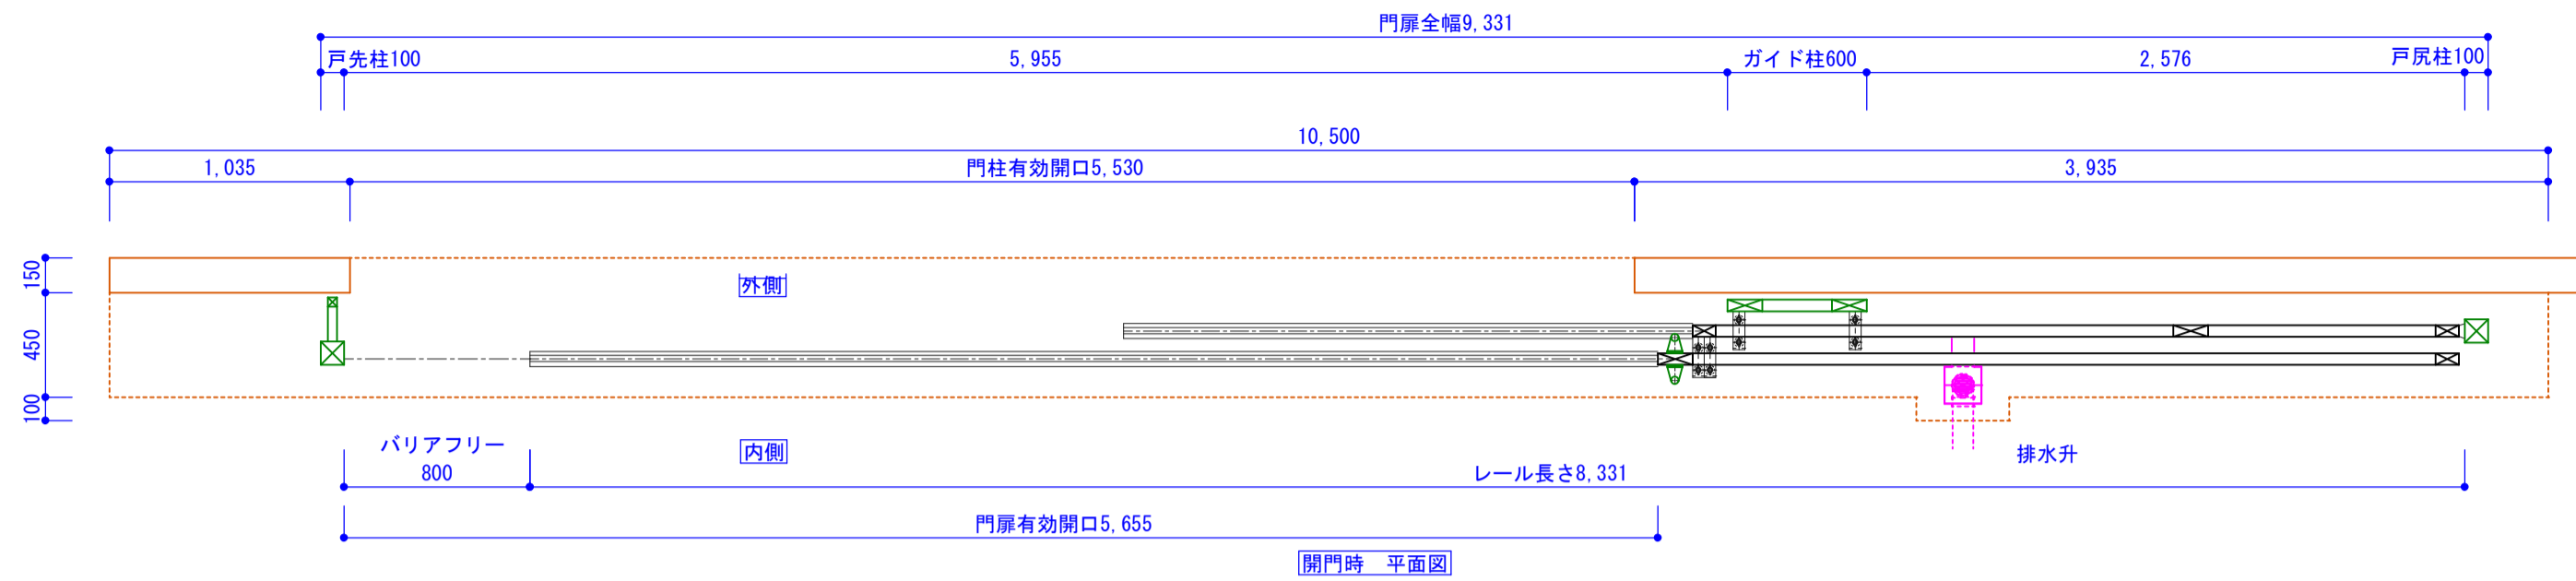 門扉全幅9,331
戸先柱100
5,955
ガイド柱600
2,576
戸尻柱100
10,500
1,035
門柱有効開口5,530
3,935
150
450
100
外側
バリアフリー
800
内側
レール長さ8,331
排水升
門扉有効開口5,655
開門時　平面図